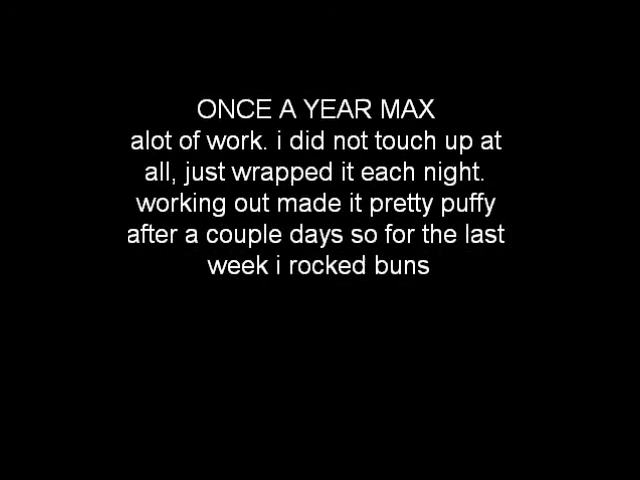 ONCE A YEAR MAX
alot of work. i did not touch up at
all, just wrapped it each night.
working out made it pretty puffy
after a couple days so for the last
week i rocked buns